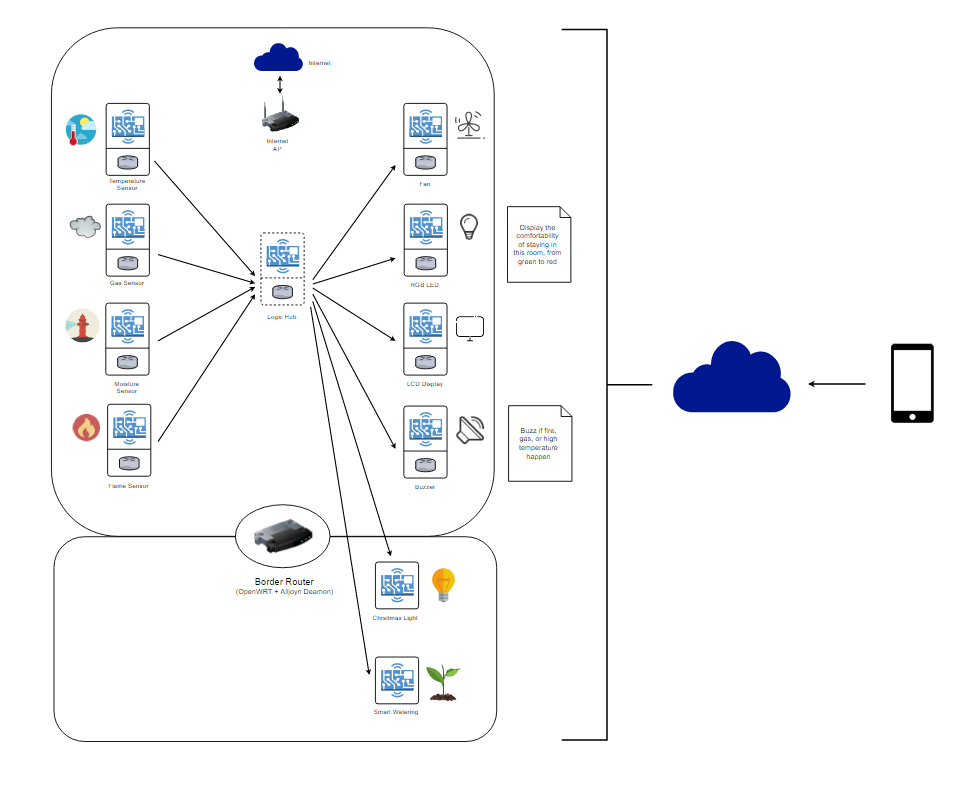 Internet
Internet
AP
Temperature
Sensor
Fan
Gas Sensor
RGB LED
Display the
comfortability
of staying in
this room, from
green to red
Logic Hub
Moisture
Sensor
LCD Display
Flame Sensor
Buzzer
Buzz if fire,
gas, or high
temperature
happen
Border Router
(OpenWRT + Alljoyn Deamon)
Chrsitmas Light
Smart Watering